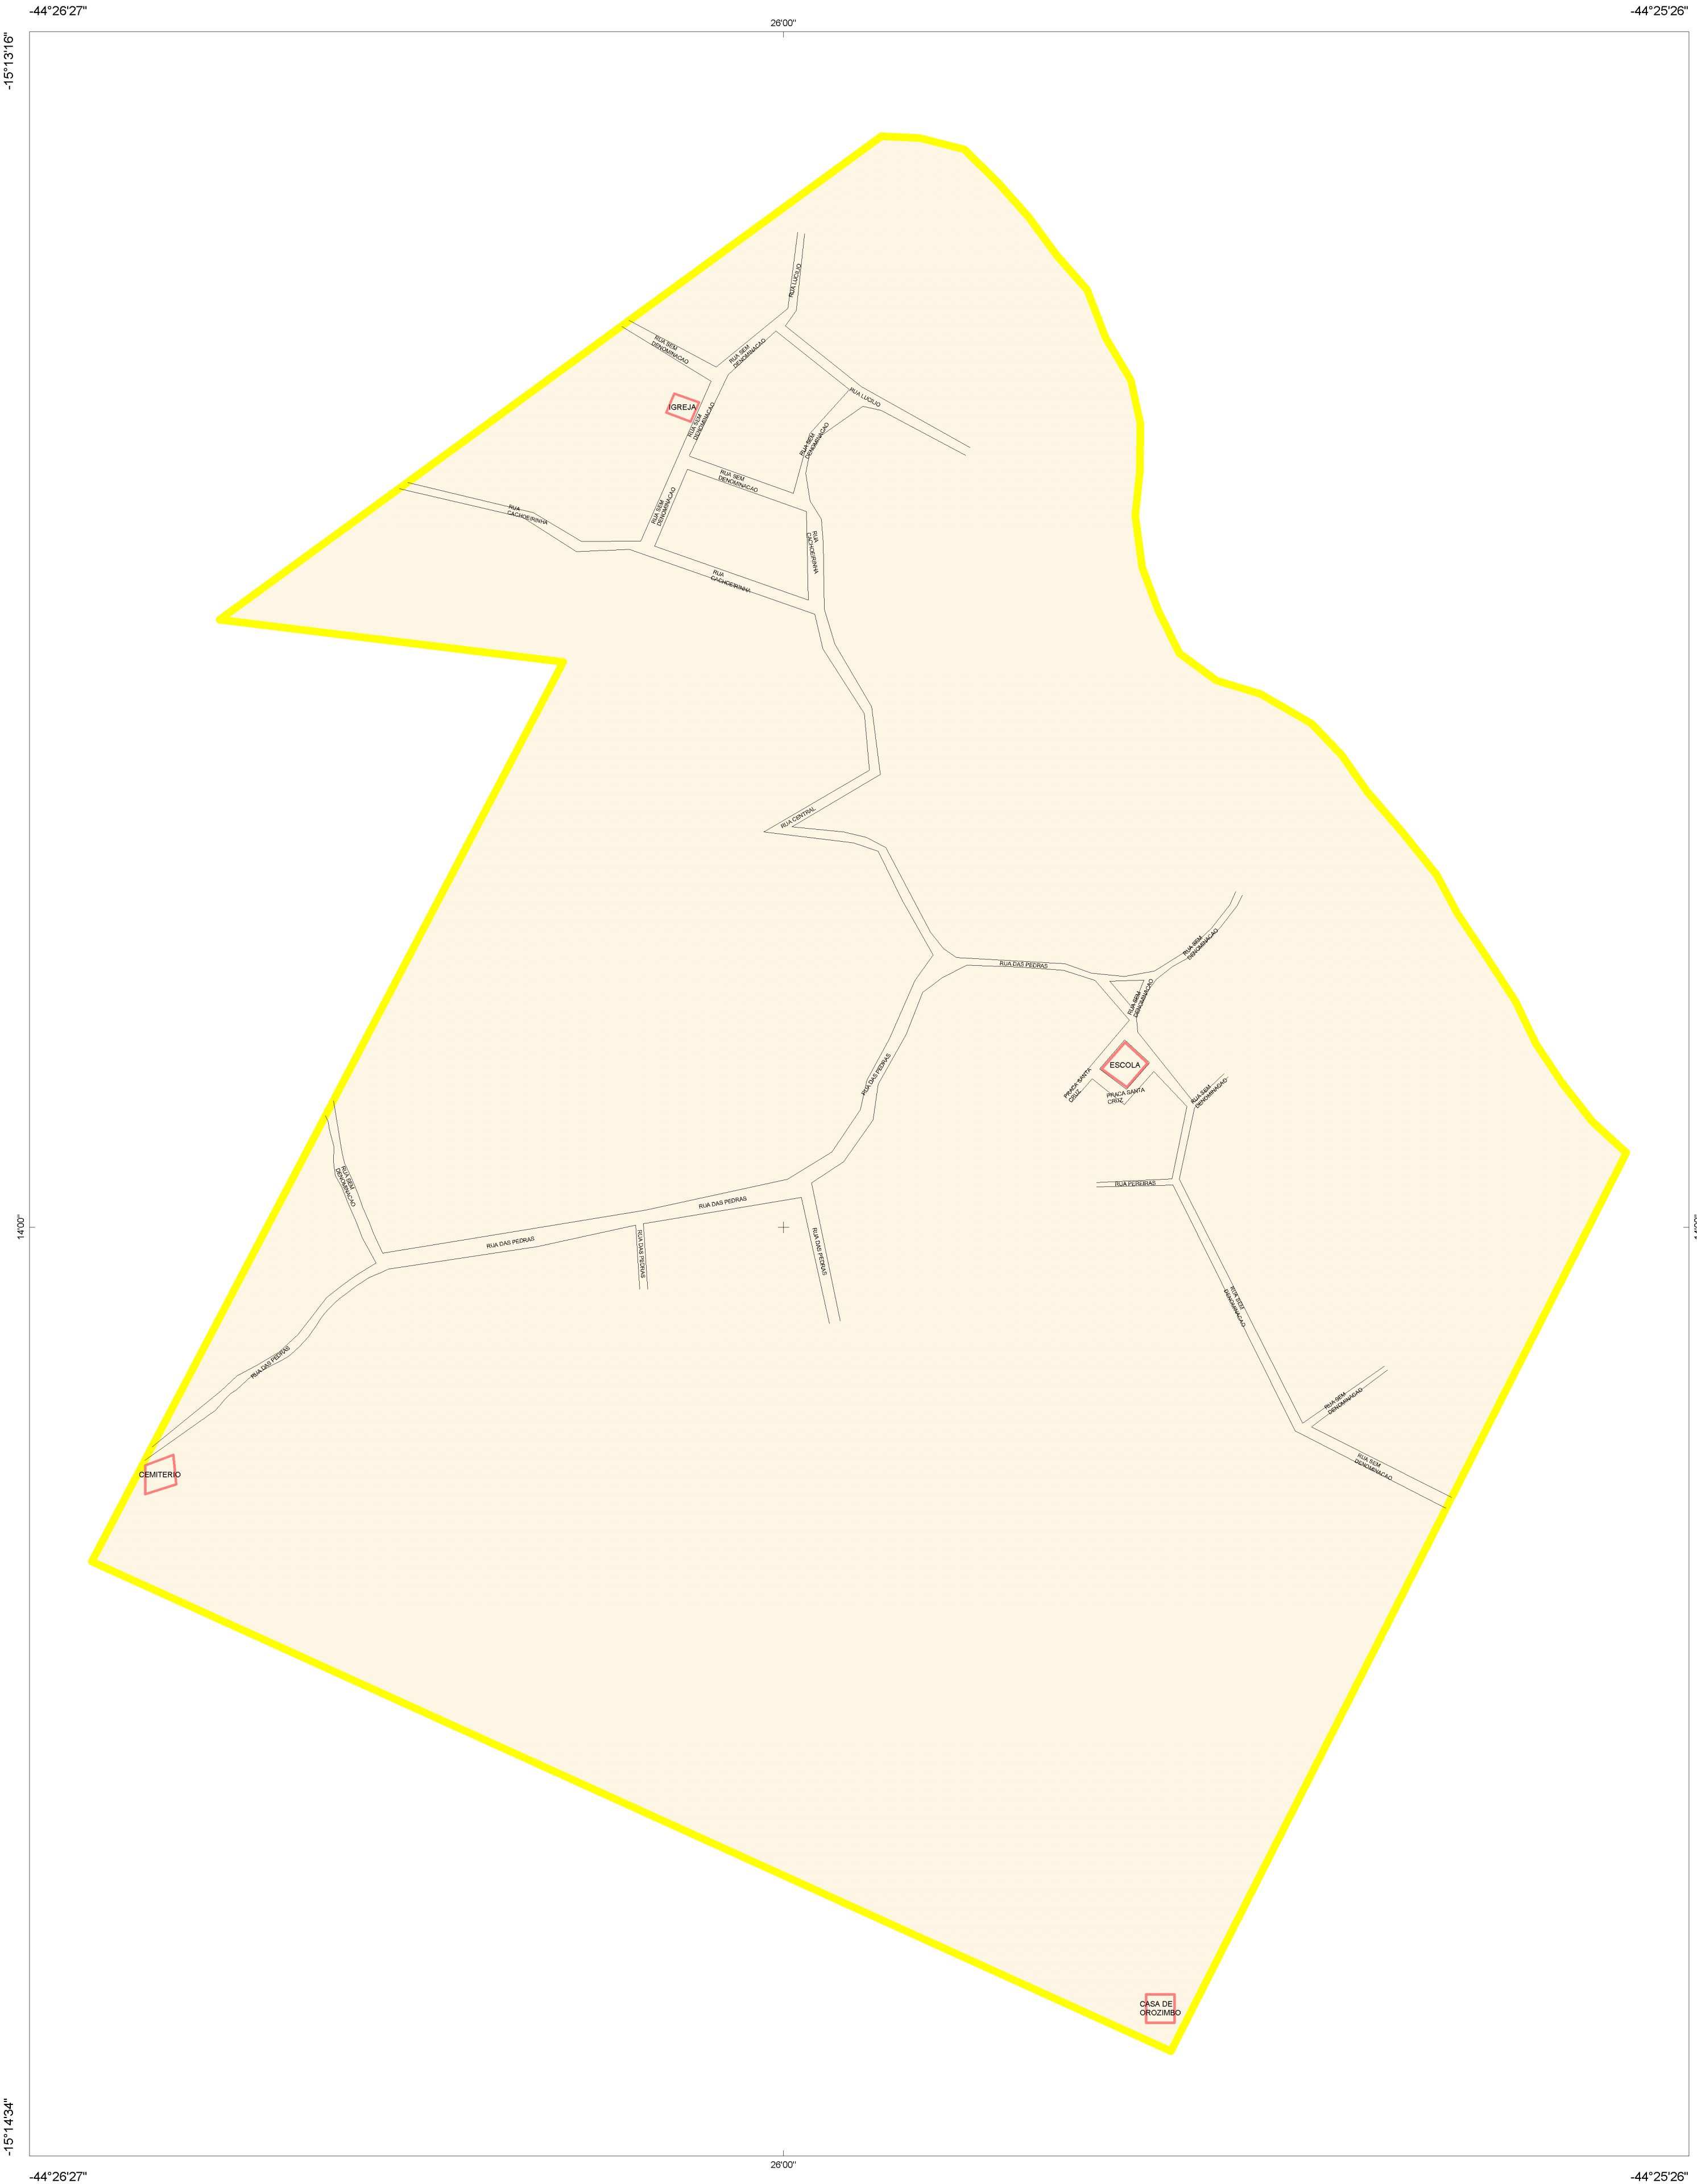 -44°26'27"
26'00"
-44°25'26"
-15°13'16"
RUA LUCILIO
RUA SEM
DENOMINACAO
RUA SEM
DENOMINACAO
RUA LUCILIO
IGREJA
RUA SEM
DENOMINACAO
RUA SEM
DENOMINACAO
RUA SEM
DENOMINACAO
RUA SEM
DENOMINACAO
RUA
CACHOEIRINHA
RUA
CACHOEIRINHA
RUA
CACHOEIRINHA
RUA CENTRAL
RUA SEM
DENOMINACAO
RUA DAS PEDRAS
RUA SEM
DENOMINACAO
ESCOLA
RUA DAS PEDRAS
PRACA SANTA
CRUZ
PRACA SANTA
CRUZ
RUA SEM
DENOMINACAO
RUA SEM
DENOMINACAO
RUA PEREIRAS
RUA DAS PEDRAS
14'00"
14'00"
RUA DAS PEDRAS
RUA DAS PEDRAS
RUA DAS PEDRAS
RUA SEM
DENOMINACAO
RUA DAS PEDRAS
RUA SEM
DENOMINACAO
RUA SEM
DENOMINACAO
CEMITERIO
CASA DE
OROZIMBO
-15°14'34"
-44°26'27"
26'00"
-44°25'26"